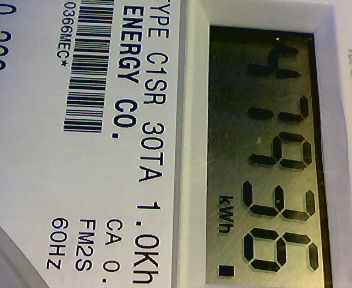 47936
kWh
TYPE C1SR 30TA 1.0Kh
ENERGY CO.
CA 0.
FM2S
60HZ
0366MEC*